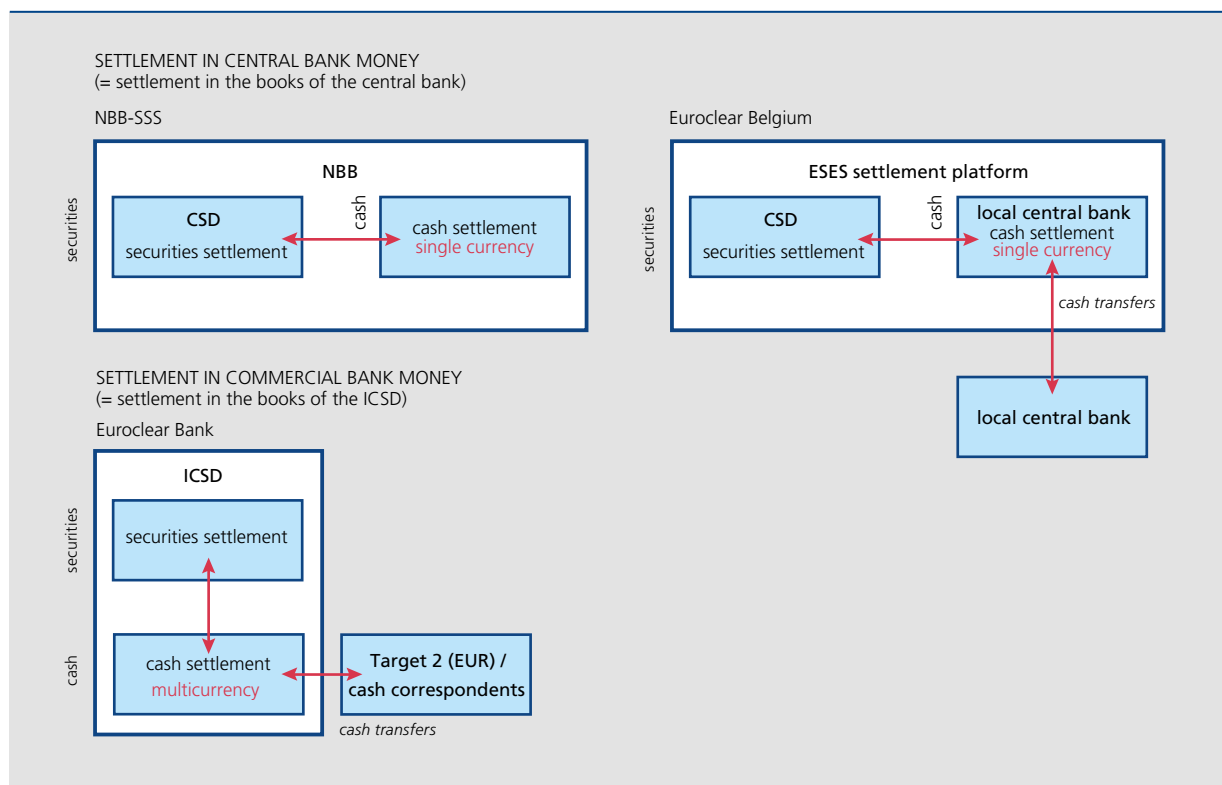 SETTLEMENT IN CENTRAL BANK MONEY
(= settlement in the books of the central bank)
NBB-SSS
securities
NBB
CSD
securities settlement
cash
cash settlement
single currency
Euroclear Belgium
securities
ESES settlement platform
CSD
securities settlement
cash
local central bank
cash settlement
single currency
cash transfers
local central bank
SETTLEMENT IN COMMERCIAL BANK MONEY
(= settlement in the books of the ICSD)
Euroclear Bank
ICSD
securities
securities settlement
cash
cash settlement
multicurrency
Target 2 (EUR) /
cash correspondents
cash transfers